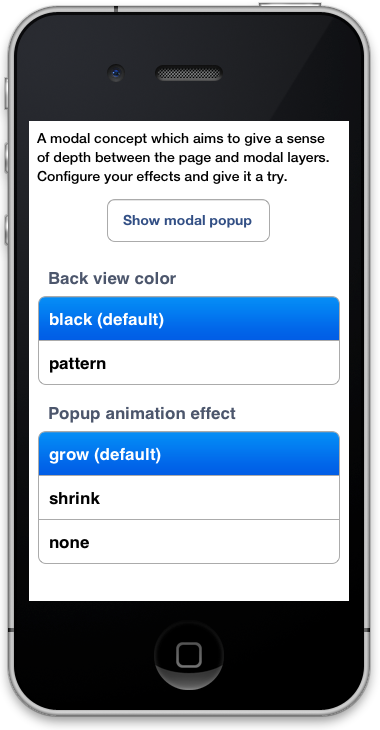 A modal concept which aims to give a sense
of depth between the page and modal layers.
Configure your effects and give it a try.
Show modal popup
Back view color
black (default)
pattern
Popup animation effect
grow (default)
shrink
none